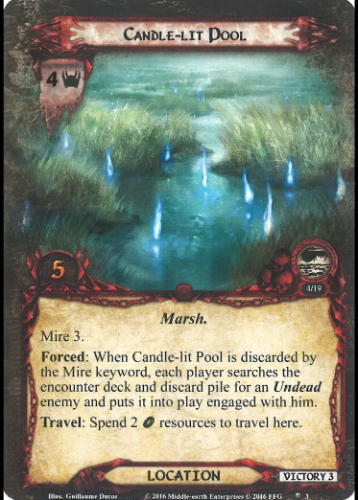 CANDLE-LIT POOL
4
5
4/19
Marsh.
Mire 3.
Forced: When Candle-lit Pool is discarded
by the Mire keyword, each player searches the
encounter deck and discard pile for an Undead
enemy and puts it into play engaged with him.
Travel: Spend 2 resources to travel here.
LOCATION
VICTORY 3
Illus. Guillaume Ducos
© 2016 Middle-earth Enterprises © 2016 FFG
3